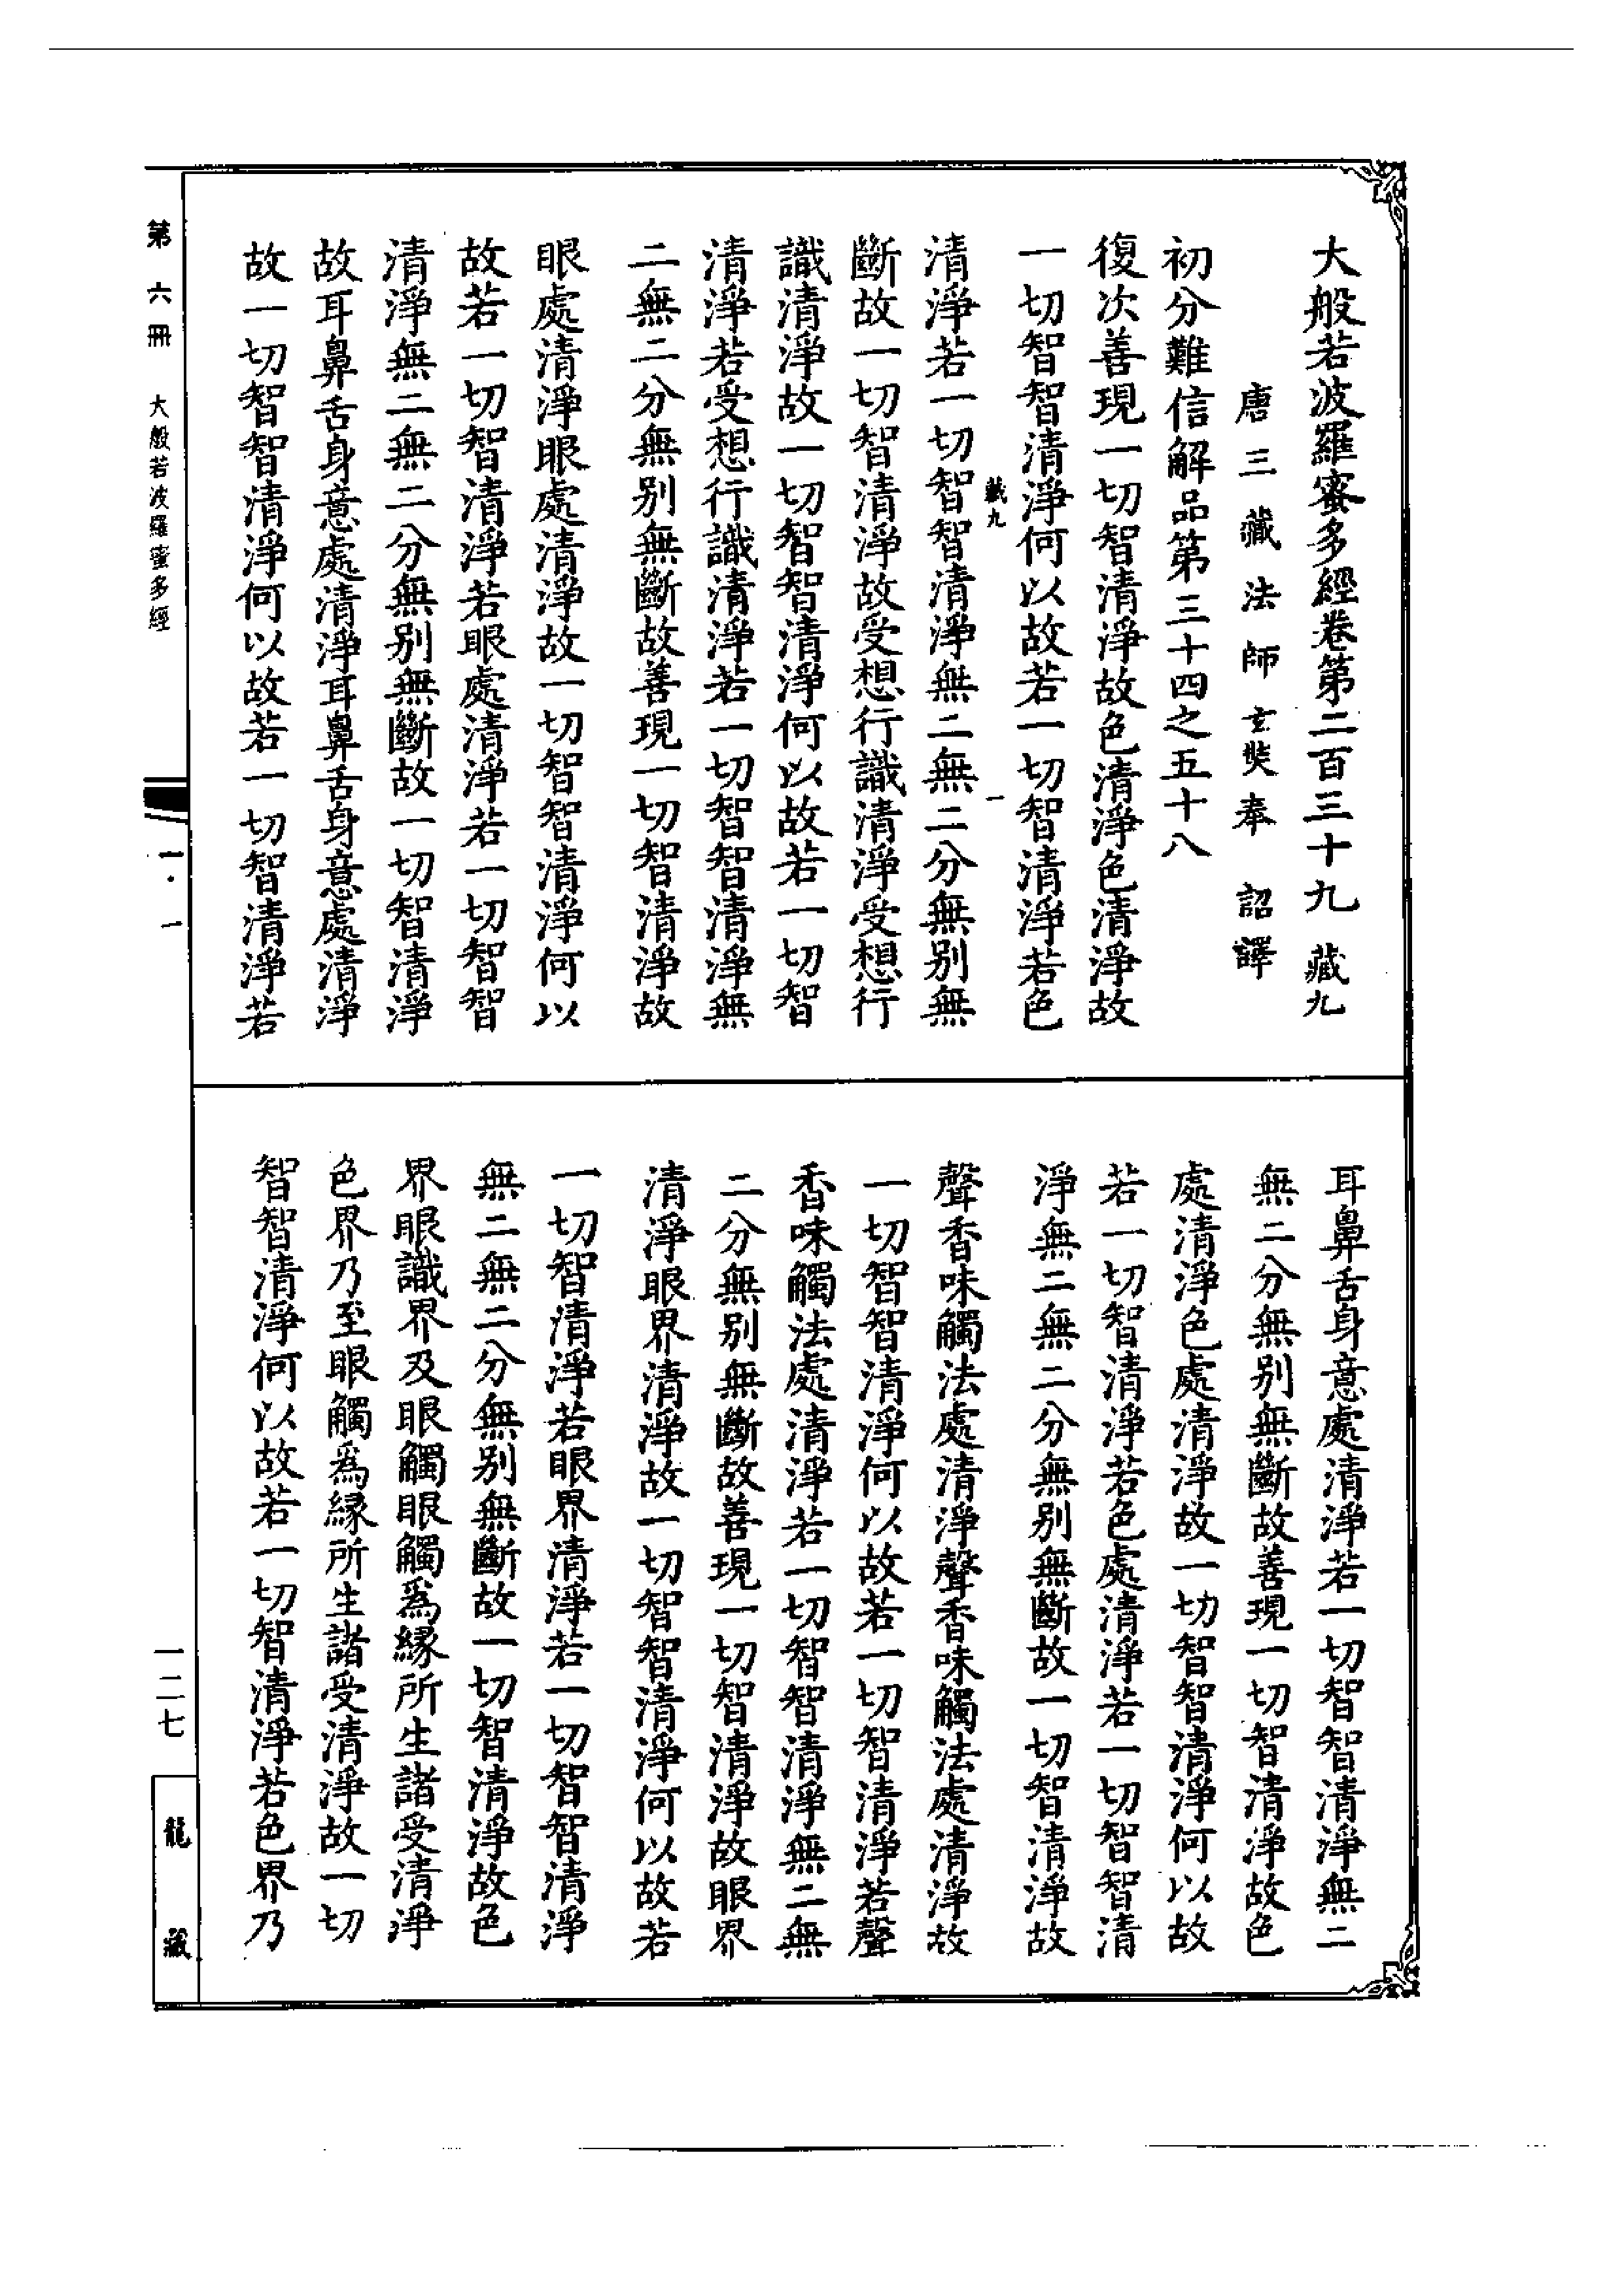 大般若波羅蜜多經卷第二百三十九 藏九
唐三藏法師玄奘奉 詔譯
初分難信解品第三十四之五十八
復次善現一切智清淨故色清淨色清淨故
一切智智清淨何以故若一切智清淨若色
藏九 一
清淨若一切智智清淨無二無二分無别無
斷故一切智清淨故受想行識清淨受想行
識清淨故一切智智清淨何以故若一切智
清淨若受想行識清淨若一切智智清淨無
二無二分無别無斷故善現一切智清淨故
眼處清淨眼處清淨故一切智智清淨何以
故若一切智清淨若眼處清淨若一切智智
清淨無二無二分無别無斷故一切智清淨
故耳鼻舌身意處清淨耳鼻舌身意處清淨
故一切智智清淨何以故若一切智清淨若
耳鼻舌身意處清淨若一切智智清淨無二
無二分無别無斷故善現一切智清淨故色
處清淨色處清淨故一切智智清淨何以故
若一切智清淨若色處清淨若一切智智清
淨無二無二分無别無斷故一切智清淨故
聲香味觸法處清淨聲香味觸法處清淨故
一切智智清淨何以故若一切智清淨若聲
香味觸法處清淨若一切智智清淨無二無
二分無别無斷故善現一切智清淨故眼界
清淨眼界清淨故一切智智清淨何以故若
一切智清淨若眼界清淨若一切智智清淨
無二無二分無别無斷故一切智清淨故色
界眼識界及眼觸眼觸爲緣所生諸受清淨
色界乃至眼觸爲緣所生諸受清淨故一切
智智清淨何以故若一切智清淨若色界乃
第六冊 大般若波羅蜜多經 一·一 一二七 龍藏